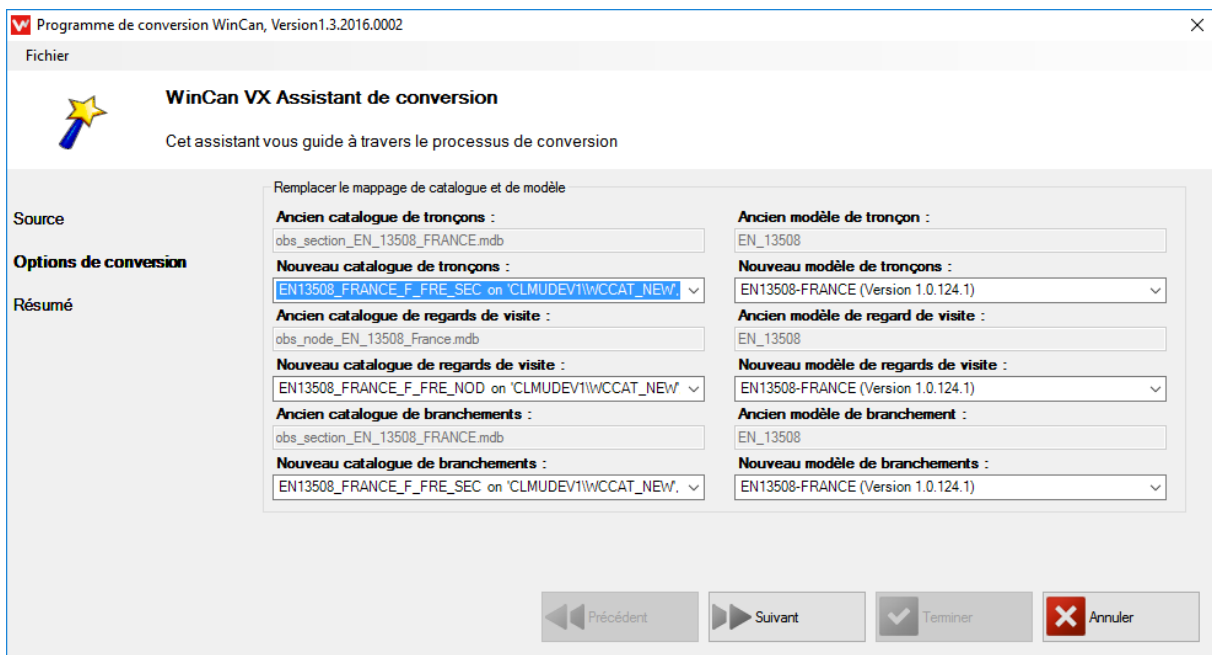 Programme de conversion WinCan, Version1.3.2016.0002
Fichier
WinCan VX Assistant de conversion
Cet assistant vous guide à travers le processus de conversion
Source
Options de conversion
Résumé
Remplacer le mappage de catalogue et de modèle
Ancien catalogue de tronçons :
Ancien modèle de tronçon :
obs_section_EN_13508_FRANCE.mdb
EN_13508
Nouveau catalogue de tronçons :
Nouveau modèle de tronçons :
EN13508_FRANCE_F_FRE_SEC on 'CLMUDEV1\WCCAT_NEW',
EN13508-FRANCE (Version 1.0.124.1)
Ancien catalogue de regards de visite :
Ancien modèle de regard de visite :
obs_node_EN_13508_France.mdb
EN_13508
Nouveau catalogue de regards de visite :
Nouveau modèle de regards de visite :
EN13508_FRANCE_F_FRE_NOD on 'CLMUDEV1\WCCAT_NEW'
EN13508-FRANCE (Version 1.0.124.1)
Ancien catalogue de branchements :
Ancien modèle de branchement :
obs_section_EN_13508_FRANCE.mdb
EN_13508
Nouveau catalogue de branchements :
Nouveau modèle de branchements :
EN13508_FRANCE_F_FRE_SEC on 'CLMUDEV1\WCCAT_NEW',
EN13508-FRANCE (Version 1.0.124.1)
Précédent
Suivant
Terminer
Annuler